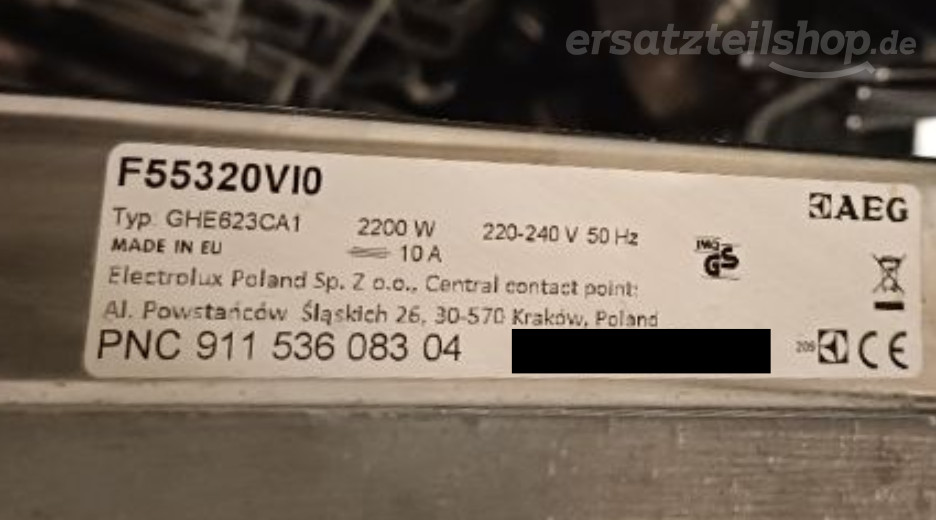 ersatzteilshop.de
F55320VI0
AEG
Typ: GHE623CA1 2200 W 220-240 V 50 Hz
MADE IN EU 10 A
GS
Electrolux Poland Sp. Z o.o., Central contact point:
Al. Powstańców Śląskich 26, 30-570 Kraków, Poland
PNC 911 536 083 04
CE